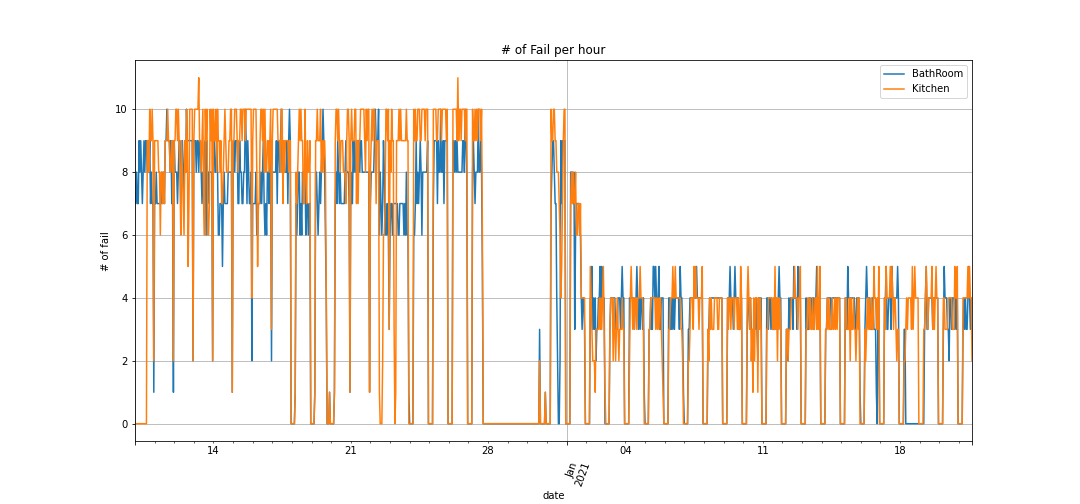 # of Fail per hour
BathRoom
Kitchen
# of fail
10
8
6
4
2
0
14
21
28
Jan
2021
04
11
18
date